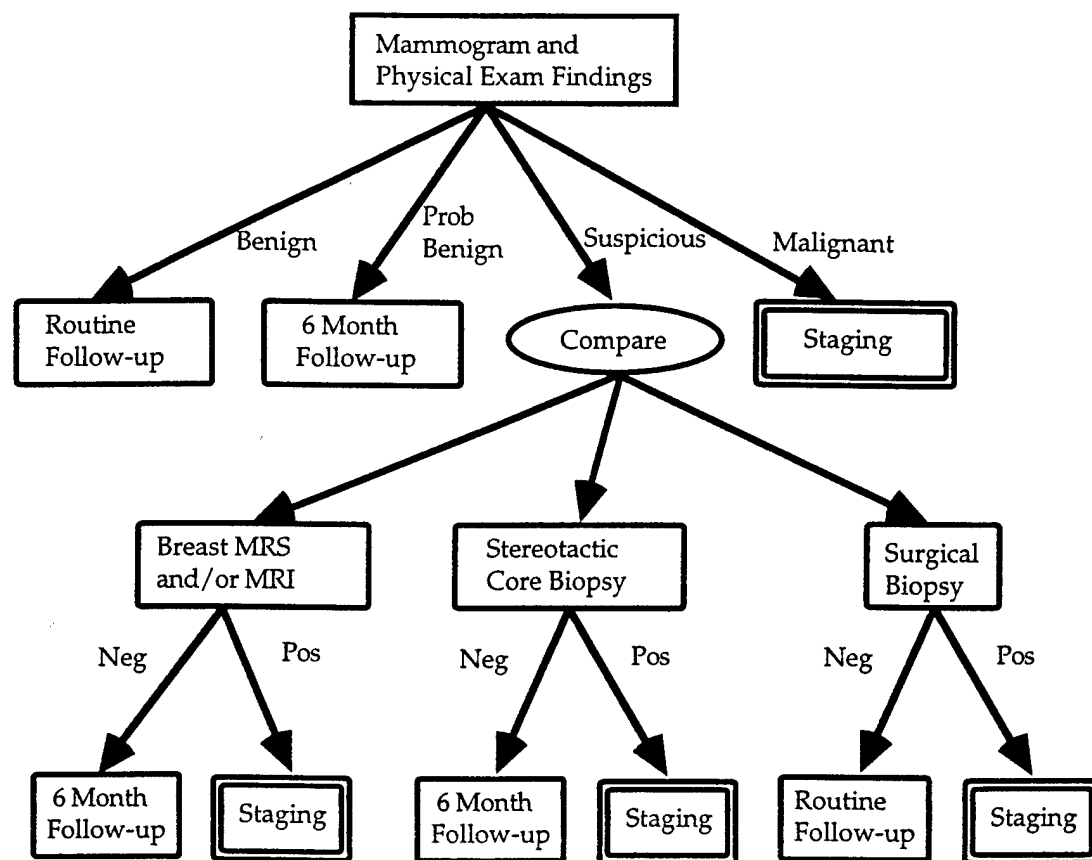 Mammogram and
Physical Exam Findings
Benign
Prob
Benign
Suspicious
Malignant
Routine
Follow-up
6 Month
Follow-up
Compare
Staging
Breast MRS
and/or MRI
Stereotactic
Core Biopsy
Surgical
Biopsy
Neg
Pos
Neg
Pos
Neg
Pos
6 Month
Follow-up
Staging
6 Month
Follow-up
Staging
Routine
Follow-up
Staging